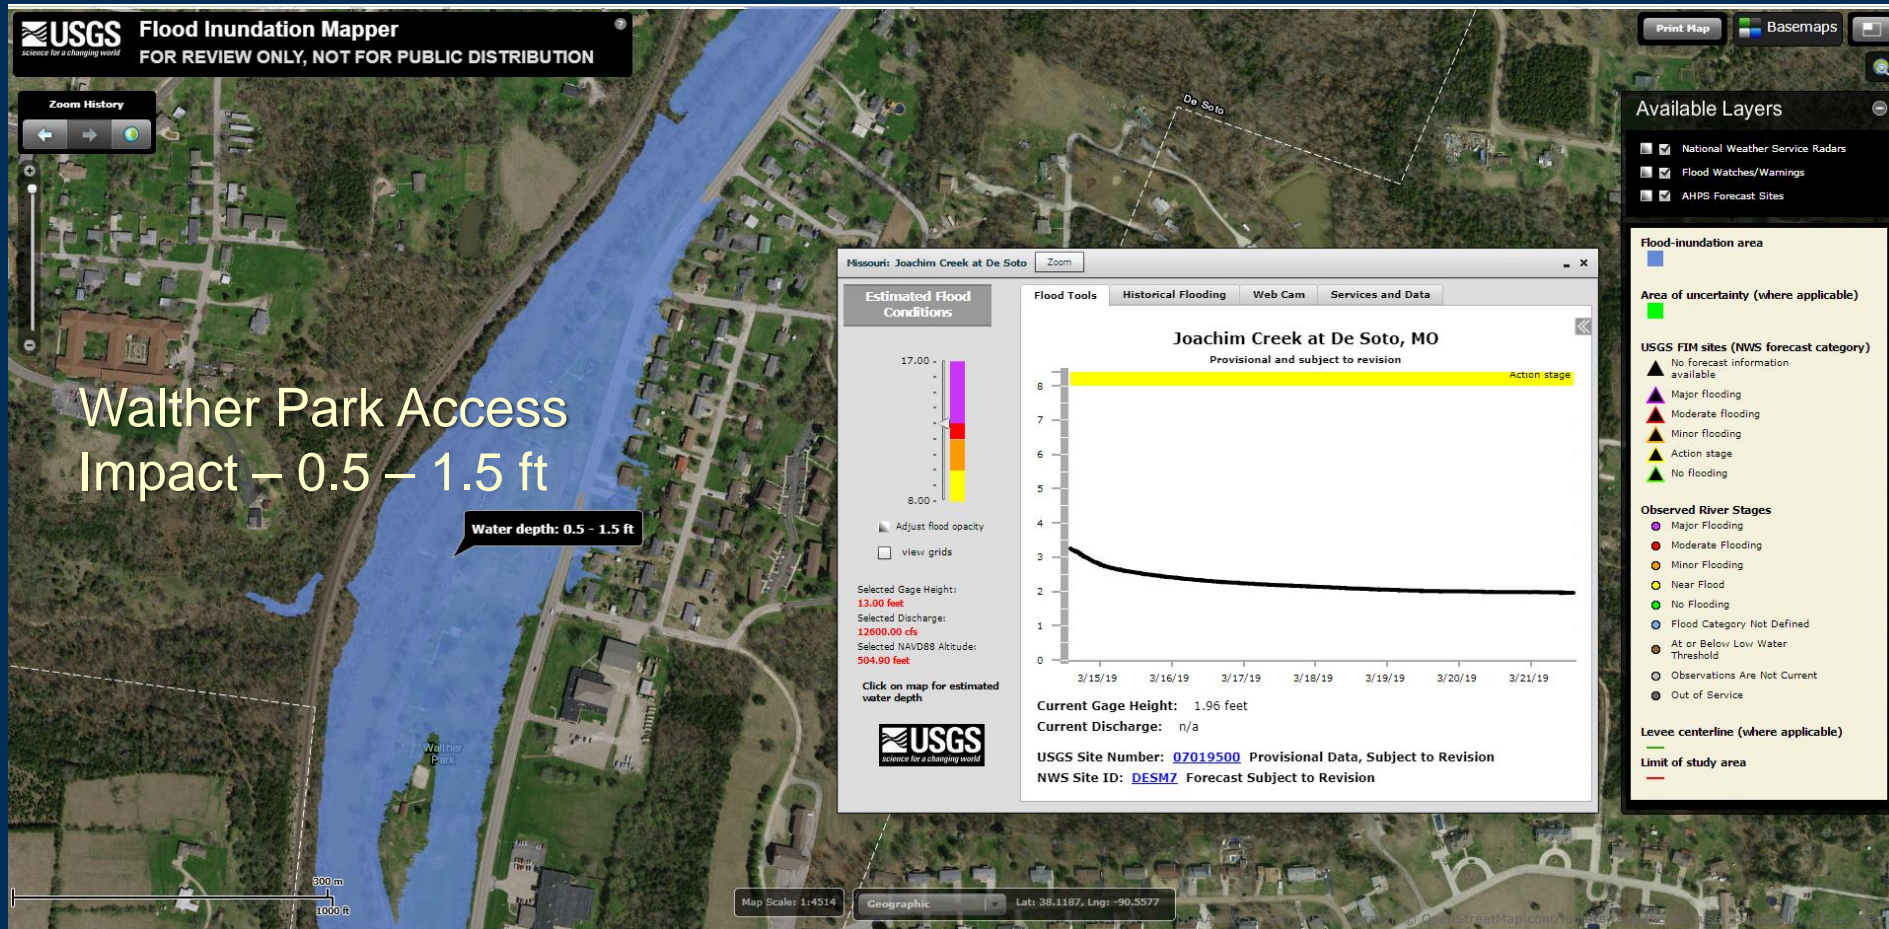 USGS
science for a changing world
Flood Inundation Mapper
FOR REVIEW ONLY, NOT FOR PUBLIC DISTRIBUTION
?
Print Map
Basemaps
Zoom History
De Soto
Available Layers
National Weather Service Radars
Flood Watches/Warnings
AHPS Forecast Sites
Walther Park Access
Impact – 0.5 – 1.5 ft
Water depth: 0.5 - 1.5 ft
Walther
Park
Missouri: Joachim Creek at De Soto
Zoom
Estimated Flood
Conditions
17.00 -
8.00 -
Adjust flood opacity
view grids
Selected Gage Height:
13.00 feet
Selected Discharge:
12600.00 cfs
Selected NAVD88 Altitude:
504.90 feet
Click on map for estimated
water depth
USGS
science for a changing world
Flood Tools
Historical Flooding
Web Cam
Services and Data
Joachim Creek at De Soto, MO
Provisional and subject to revision
Action stage
8
7
6
5
4
3
2
1
0
3/15/19 3/16/19 3/17/19 3/18/19 3/19/19 3/20/19 3/21/19
Current Gage Height: 1.96 feet
Current Discharge: n/a
USGS Site Number: 07019500 Provisional Data, Subject to Revision
NWS Site ID: DESM7 Forecast Subject to Revision
Flood-inundation area
Area of uncertainty (where applicable)
USGS FIM sites (NWS forecast category)
No forecast information
available
Major flooding
Moderate flooding
Minor flooding
Action stage
No flooding
Observed River Stages
Major Flooding
Moderate Flooding
Minor Flooding
Near Flood
No Flooding
Flood Category Not Defined
At or Below Low Water
Threshold
Observations Are Not Current
Out of Service
Levee centerline (where applicable)
Limit of study area
300 m
1000 ft
Map Scale: 1:4514
Geographic
Lat: 38.1187, Lng: -90.5577
OpenStreetMap